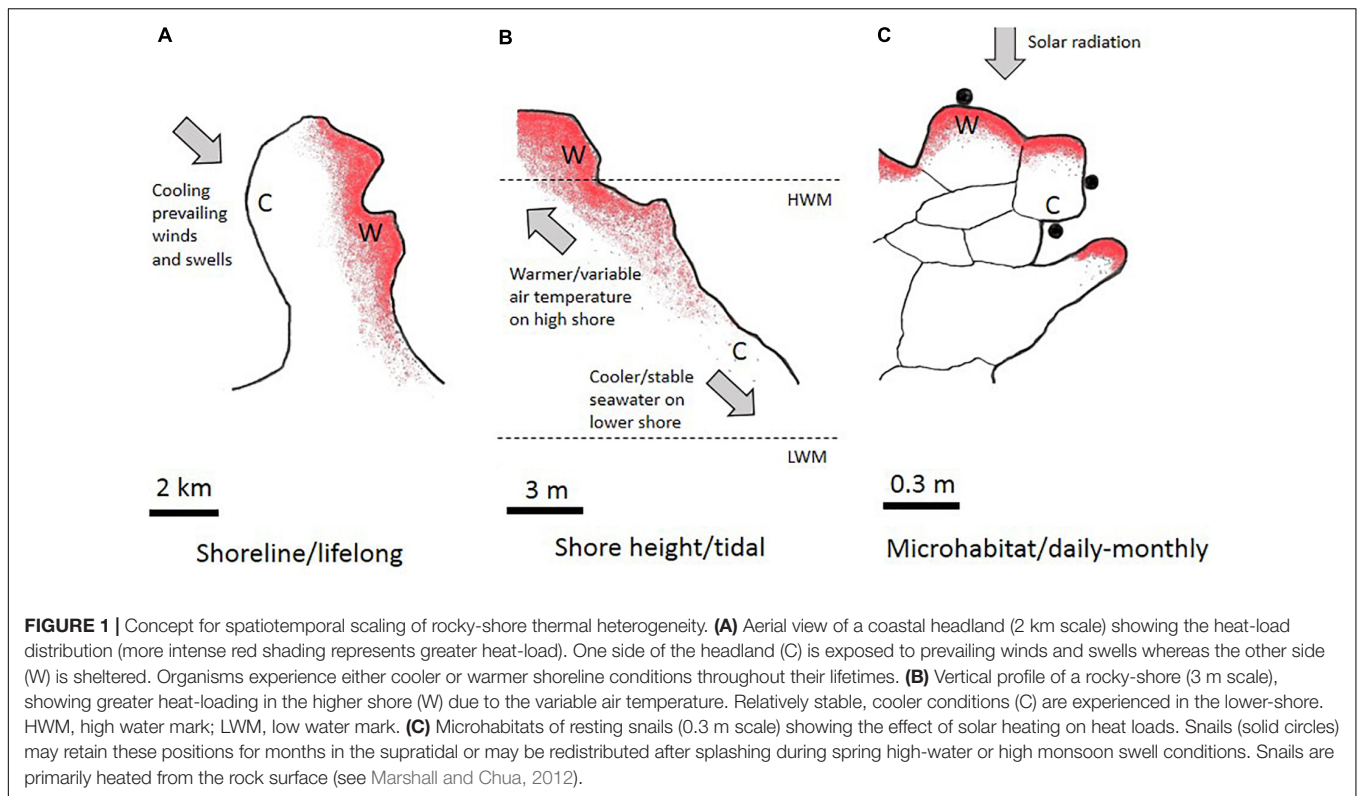 A
Cooling
prevailing
winds
and swells
C
W
2 km
Shoreline/lifelong
B
W
HWM
Warmer/variable
air temperature
on high shore
C
Cooler/stable
seawater on
lower shore
LWM
3 m
Shore height/tidal
C
Solar radiation
W
C
0.3 m
Microhabitat/daily-monthly
FIGURE 1 | Concept for spatiotemporal scaling of rocky-shore thermal heterogeneity. (A) Aerial view of a coastal headland (2 km scale) showing the heat-load
distribution (more intense red shading represents greater heat-load). One side of the headland (C) is exposed to prevailing winds and swells whereas the other side
(W) is sheltered. Organisms experience either cooler or warmer shoreline conditions throughout their lifetimes. (B) Vertical profile of a rocky-shore (3 m scale),
showing greater heat-loading in the higher shore (W) due to the variable air temperature. Relatively stable, cooler conditions (C) are experienced in the lower-shore.
HWM, high water mark; LWM, low water mark. (C) Microhabitats of resting snails (0.3 m scale) showing the effect of solar heating on heat loads. Snails (solid circles)
may retain these positions for months in the supratidal or may be redistributed after splashing during spring high-water or high monsoon swell conditions. Snails are
primarily heated from the rock surface (see Marshall and Chua, 2012).